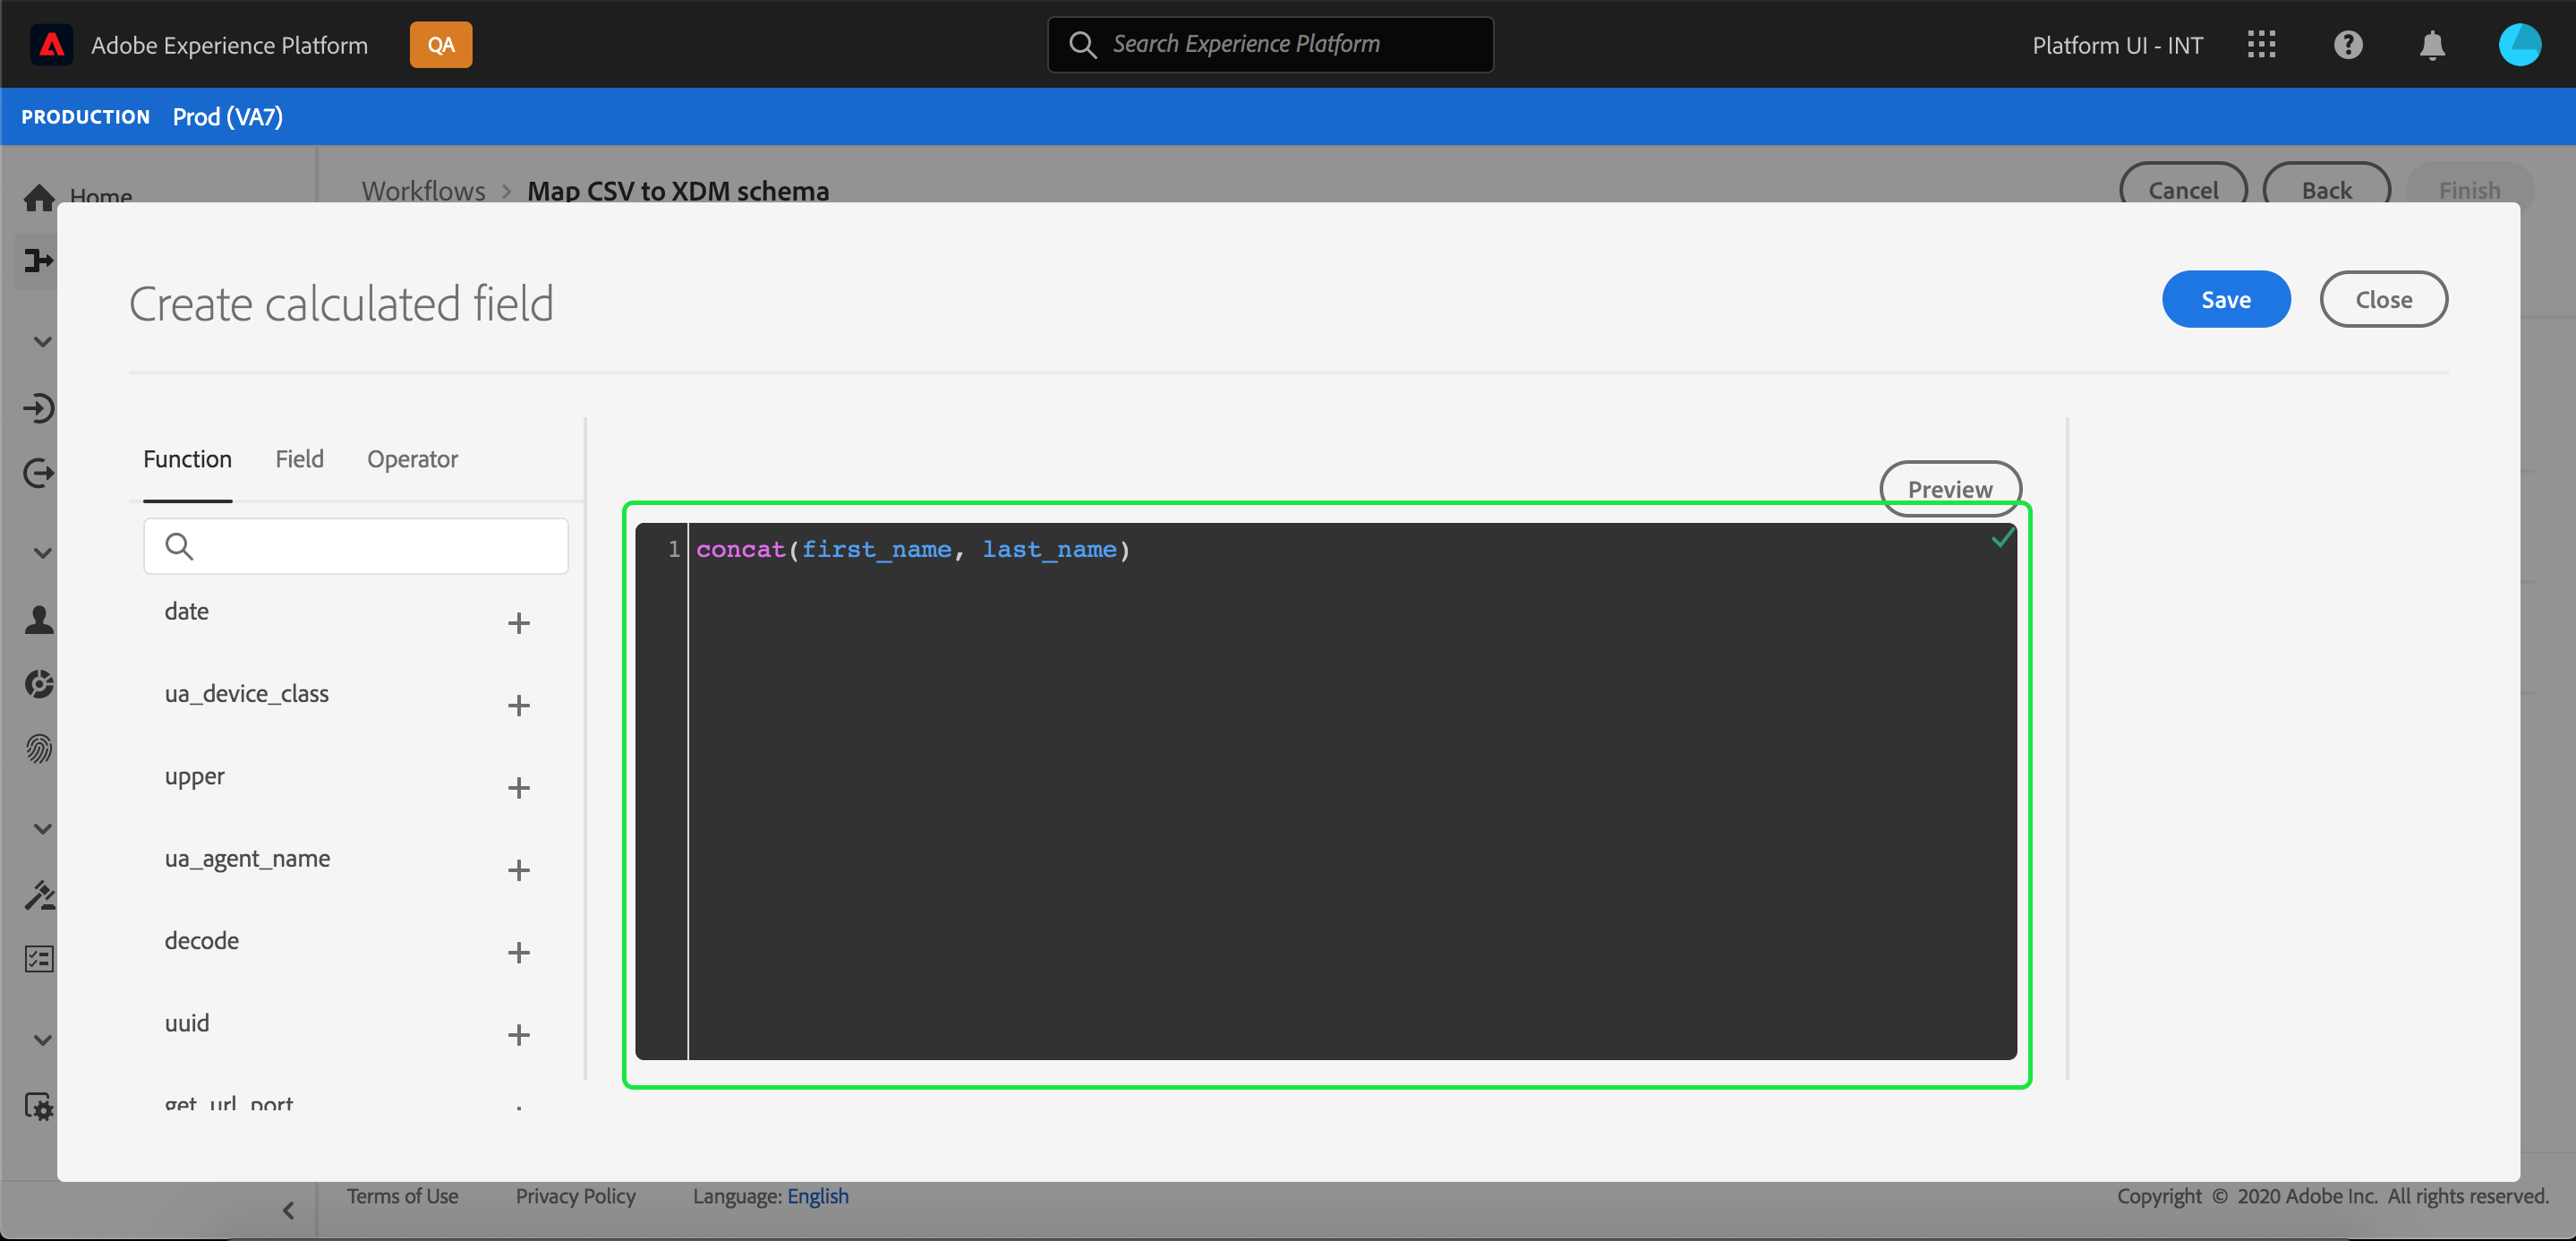 Adobe Experience Platform
QA
Search Experience Platform
Platform UI - INT
PRODUCTION Prod (VA7)
Home
Workflows > Map CSV to XDM schema
Cancel
Back
Finish
Create calculated field
Save
Close
Function
Field
Operator
Preview
1 concat(first_name, last_name)
date
ua_device_class
upper
ua_agent_name
decode
uuid
get_url_port
Terms of Use
Privacy Policy
Language: English
Copyright © 2020 Adobe Inc. All rights reserved.